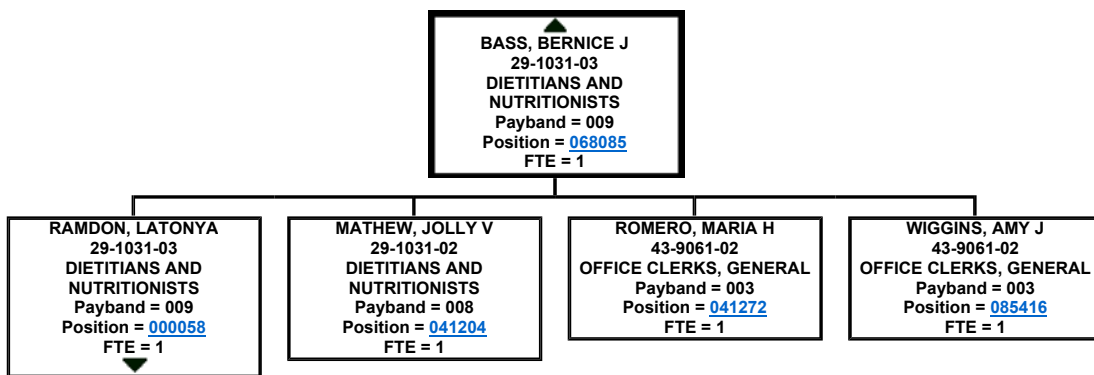 BASS, BERNICE J
29-1031-03
DIETITIANS AND
NUTRITIONISTS
Payband = 009
Position = 068085
FTE = 1
RAMDON, LATONYA
29-1031-03
DIETITIANS AND
NUTRITIONISTS
Payband = 009
Position = 000058
FTE = 1
MATHEW, JOLLY V
29-1031-02
DIETITIANS AND
NUTRITIONISTS
Payband = 008
Position = 041204
FTE = 1
ROMERO, MARIA H
43-9061-02
OFFICE CLERKS, GENERAL
Payband = 003
Position = 041272
FTE = 1
WIGGINS, AMY J
43-9061-02
OFFICE CLERKS, GENERAL
Payband = 003
Position = 085416
FTE = 1